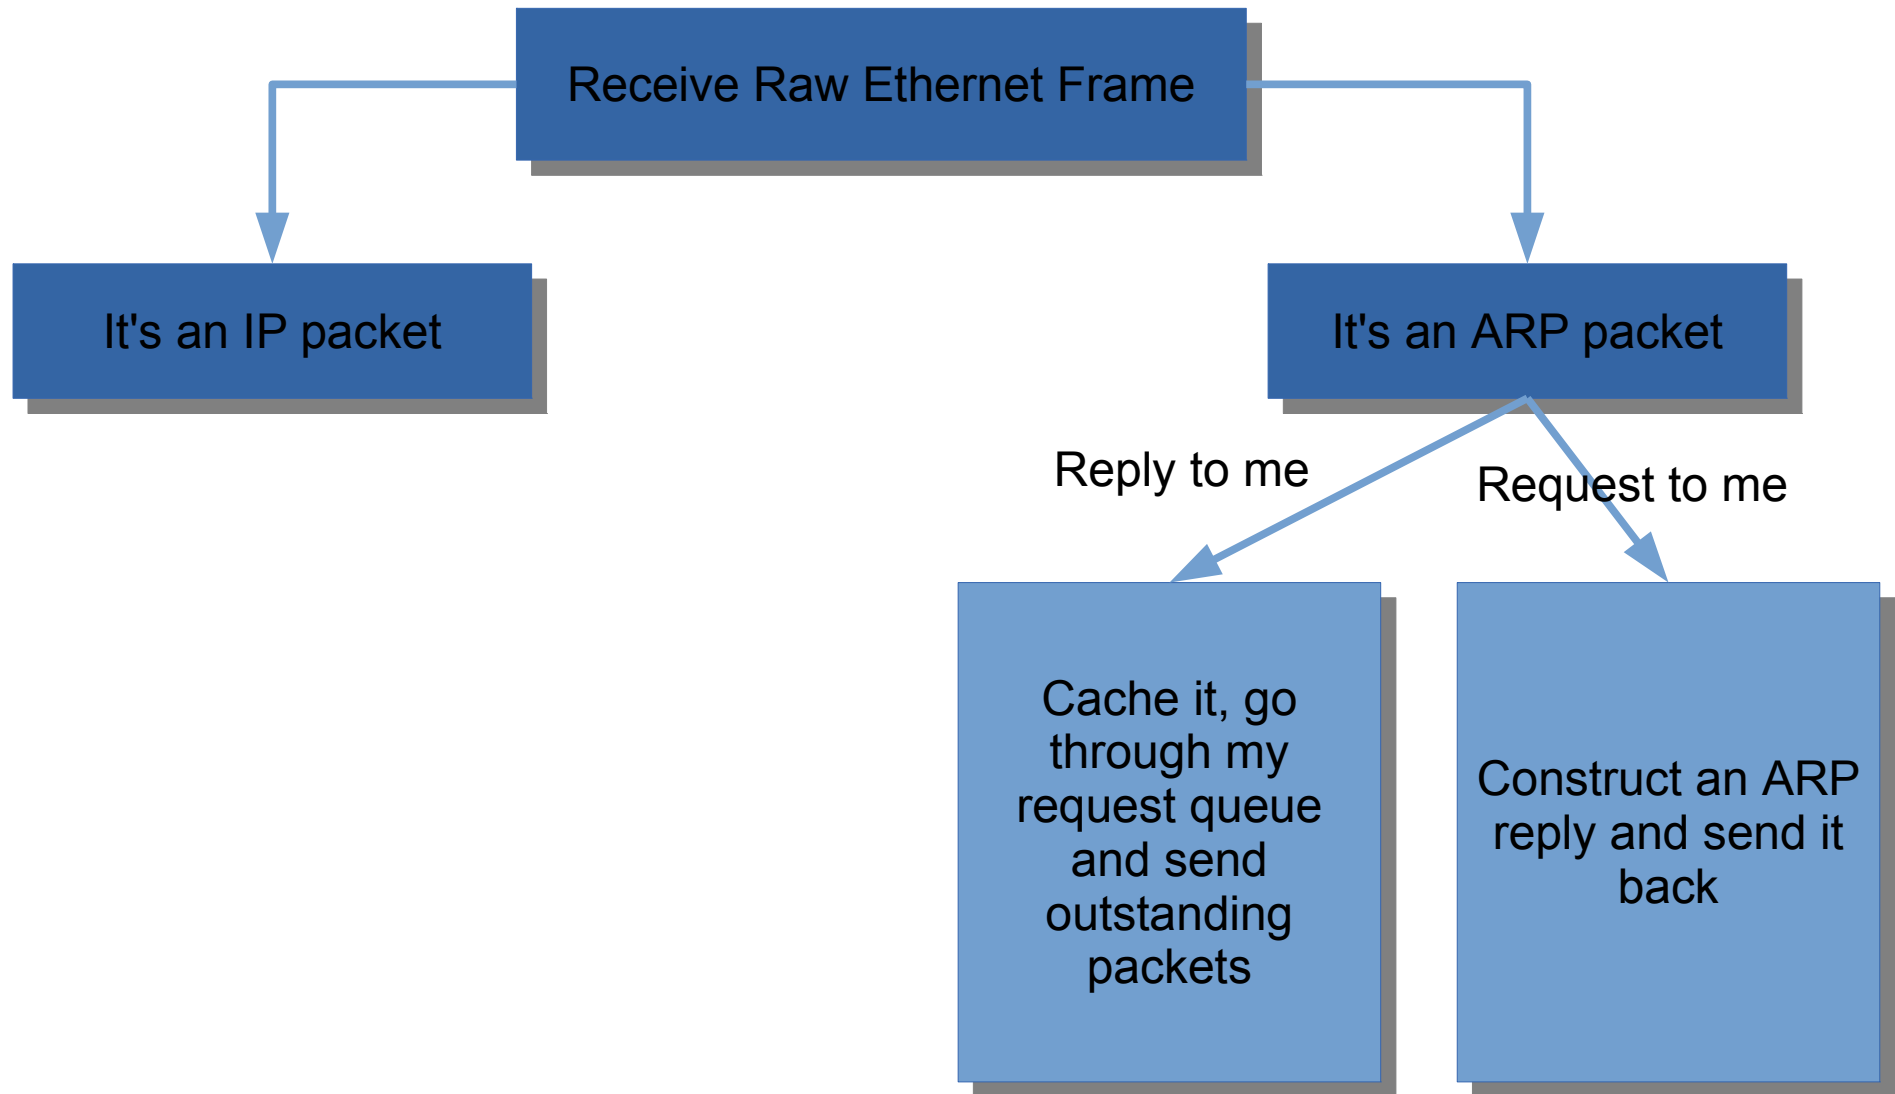 Receive Raw Ethernet Frame
It's an IP packet
It's an ARP packet
Reply to me
Request to me
Cache it, go
through my
request queue
and send
outstanding
packets
Construct an ARP
reply and send it
back